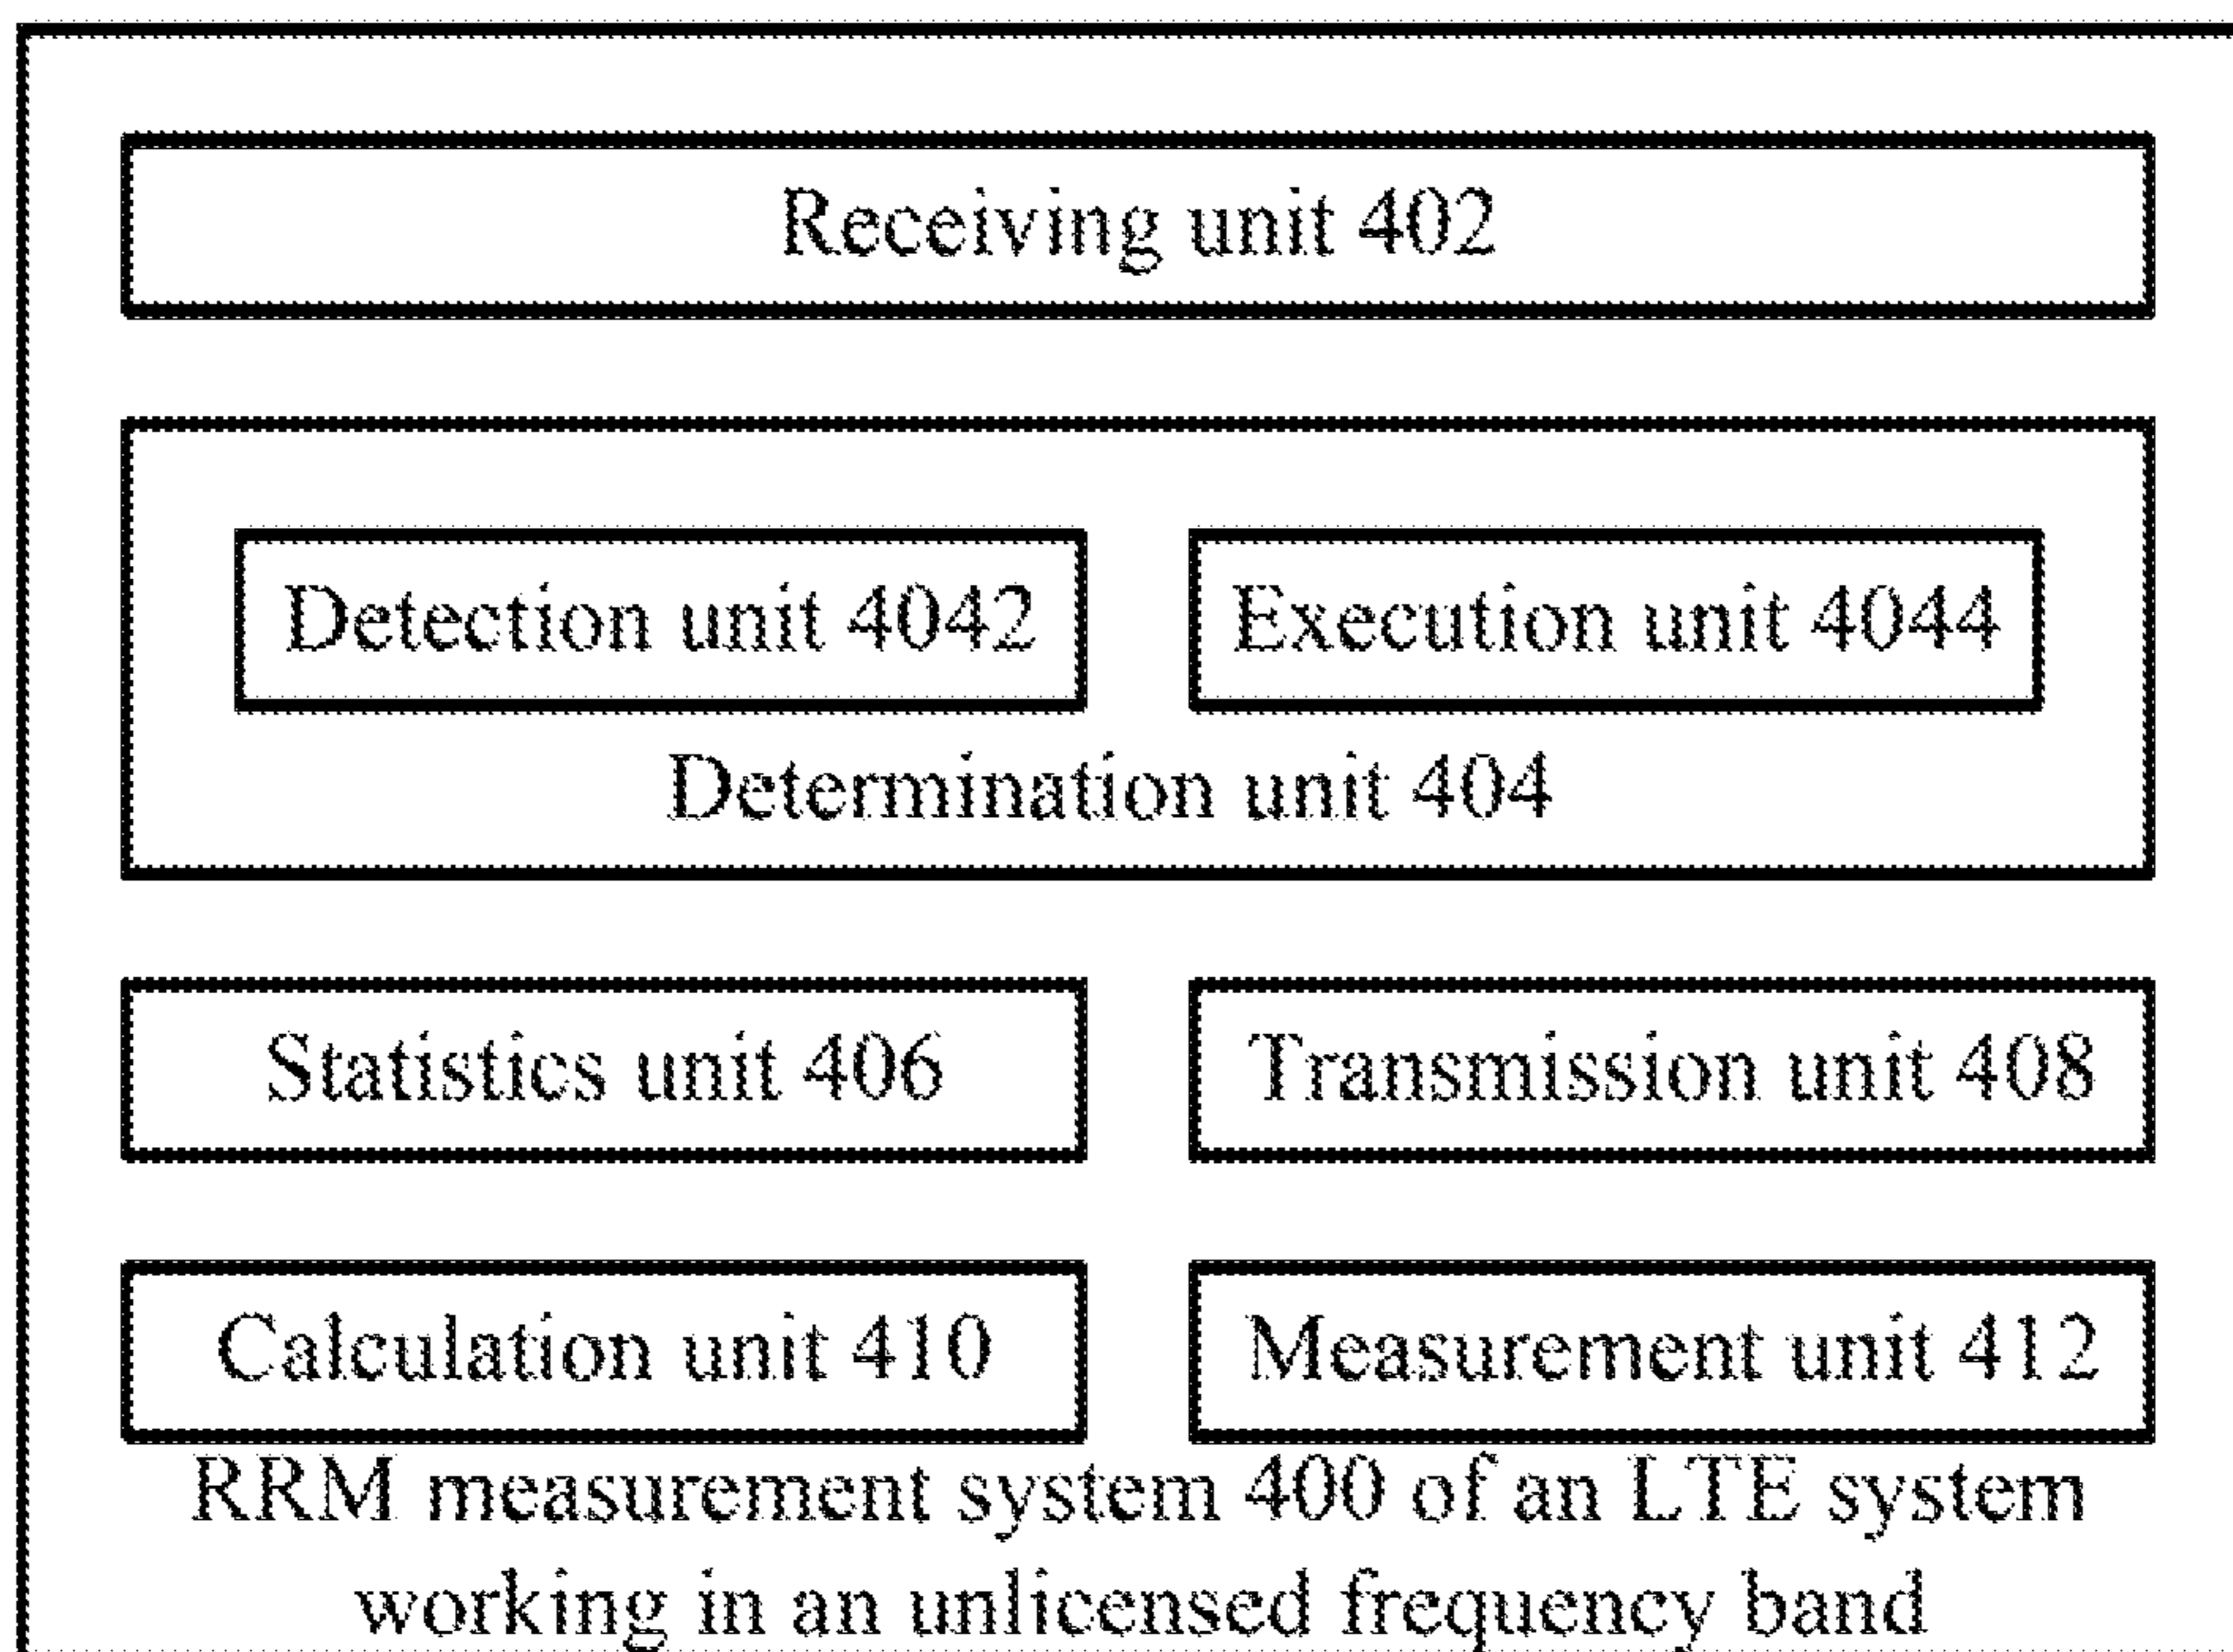 Receiving unit 402
Detection unit 4042
Execution unit 4044
Determination unit 404
Statistics unit 406
Transmission unit 408
Calculation unit 410
Measurement unit 412
RRM measurement system 400 of an LTE system
working in an unlicensed frequency band